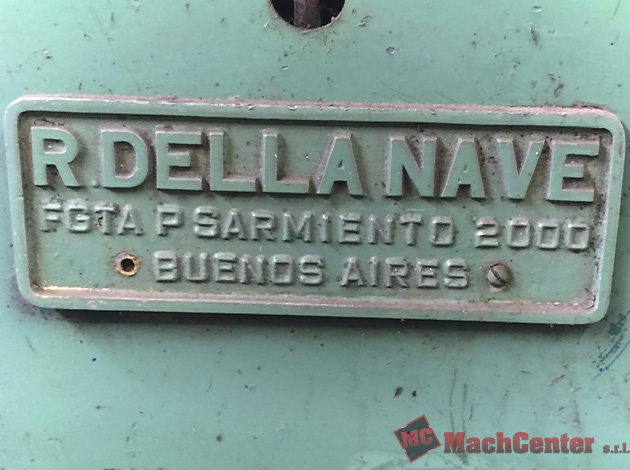 R. DELLA NAVE
FGTA P SARMIENTO 2000
BUENOS AIRES
MC MachCenter s.r.l.